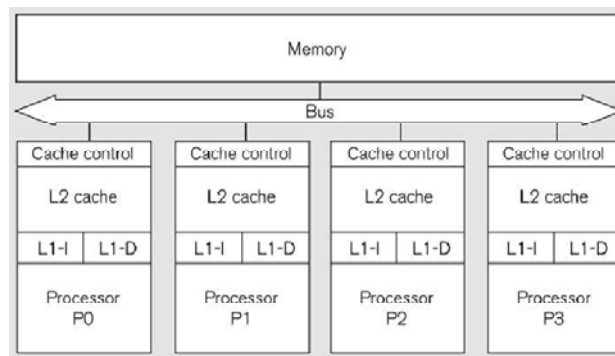 Memory
Bus
Cache control Cache control Cache control Cache control
L2 cache L2 cache L2 cache L2 cache
L1-I L1-D L1-I L1-D L1-I L1-D L1-I L1-D
Processor Processor Processor Processor
P0 P1 P2 P3